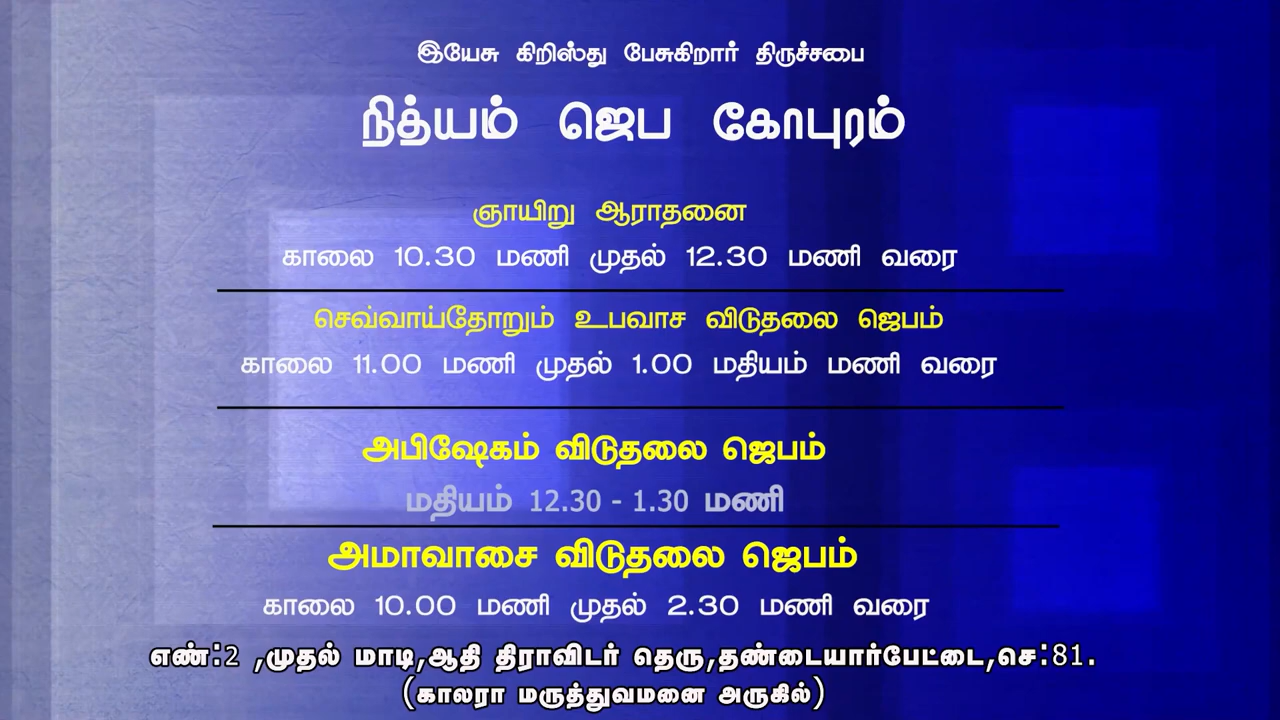 இயேசு கிறிஸ்து பேசுகிறார் திருச்சபை
நித்யம் ஜெப கோபுரம்
ஞாயிறு ஆராதனை
காலை 10.30 மணி முதல் 12.30 மணி வரை
செவ்வாய்தோறும் உபவாச விடுதலை ஜெபம்
காலை 11.00 மணி முதல் 1.00 மதியம் மணி வரை
அபிஷேகம் விடுதலை ஜெபம்
மதியம் 12.30 - 1.30 மணி
அமாவாசை விடுதலை ஜெபம்
காலை 10.00 மணி முதல் 2.30 மணி வரை
எண்:2 ,முதல் மாடி,ஆதி திராவிடர் தெரு,தண்டையார்பேட்டை,செ:81.
(காலரா மருத்துவமனை அருகில்)